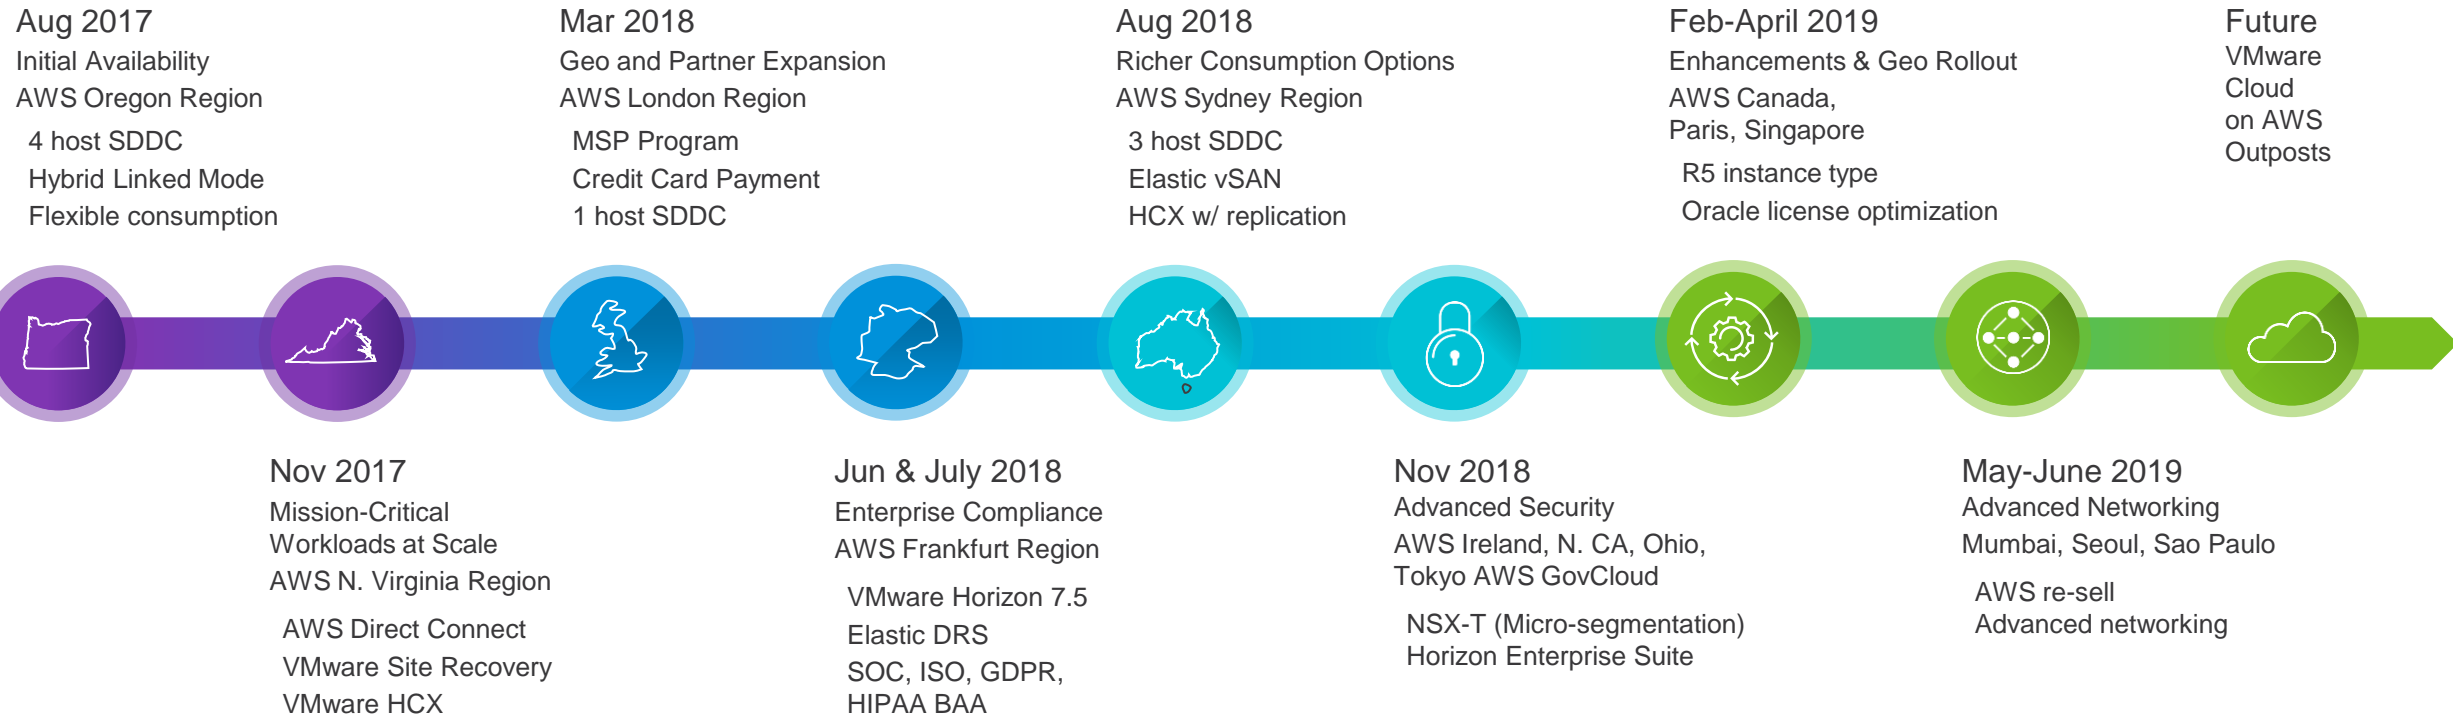 Aug 2017
Initial Availability
AWS Oregon Region
4 host SDDC
Hybrid Linked Mode
Flexible consumption
Mar 2018
Geo and Partner Expansion
AWS London Region
MSP Program
Credit Card Payment
1 host SDDC
Aug 2018
Richer Consumption Options
AWS Sydney Region
3 host SDDC
Elastic vSAN
HCX w/ replication
Feb-April 2019
Enhancements & Geo Rollout
AWS Canada,
Paris, Singapore
R5 instance type
Oracle license optimization
Future
VMware
Cloud
on AWS
Outposts
Nov 2017
Mission-Critical
Workloads at Scale
AWS N. Virginia Region
AWS Direct Connect
VMware Site Recovery
VMware HCX
Jun & July 2018
Enterprise Compliance
AWS Frankfurt Region
VMware Horizon 7.5
Elastic DRS
SOC, ISO, GDPR,
HIPAA BAA
Nov 2018
Advanced Security
AWS Ireland, N. CA, Ohio,
Tokyo AWS GovCloud
NSX-T (Micro-segmentation)
Horizon Enterprise Suite
May-June 2019
Advanced Networking
Mumbai, Seoul, Sao Paulo
AWS re-sell
Advanced networking